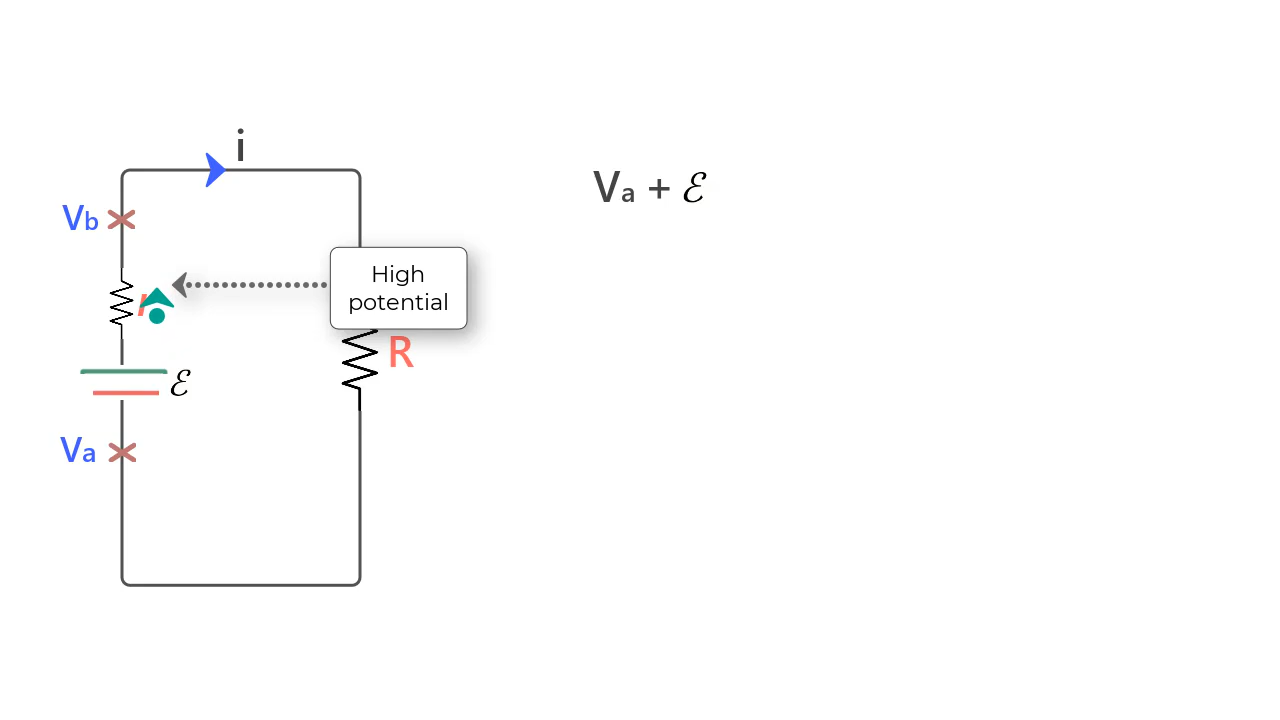 i
Va + ℰ
Vb
High
potential
r
R
ℰ
Va